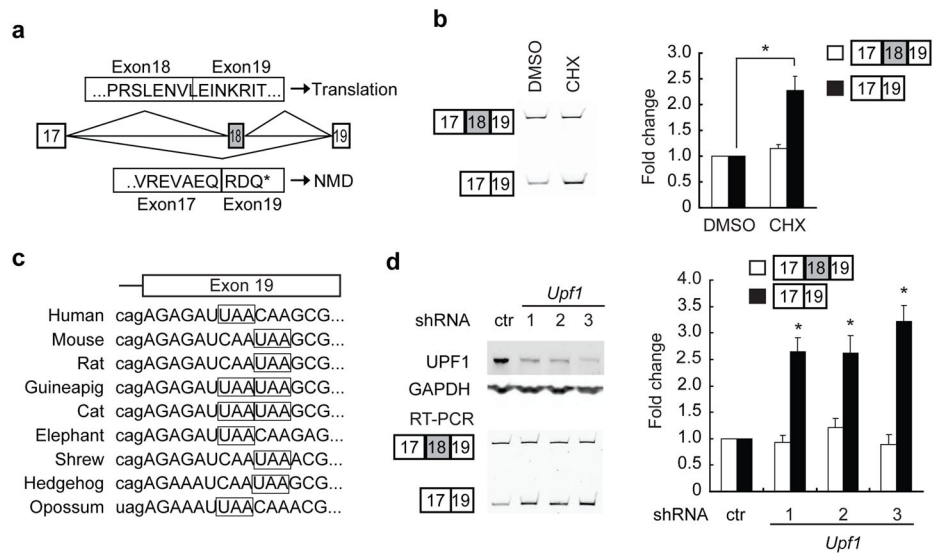 a
Exon18 Exon19
...PRSLENVLEINKRIT... Translation
17 18 19
..VREVAEQ RDQ* NMD
Exon17 Exon19
b
DMSO CHX
17 18 19
17 19
Fold change
3.0
2.5
2.0
1.5
1.0
0.5
0
*
DMSO CHX
17 18 19
17 19
c
Exon 19
Human cagAGAGAUUAACAAGCG...
Mouse cagAGAGAUCAAUAAGCG...
Rat cagAGAGAUCAAUAAGCG...
Guineapig cagAGAGAUUAAUAAGCG...
Cat cagAGAGAUUAAUAAGCG...
Elephant cagAGAGAUUAACAAGAG...
Shrew cagAGAGAUCAAUAAACG...
Hedgehog cagAGAAAUCAAUAAGCG...
Opossum uagAGAAAUUAACAAACG...
d
Upf1
shRNA ctr 1 2 3
UPF1
GAPDH
RT-PCR
17 18 19
17 19
17 18 19
17 19
Fold change
4.0
3.5
3.0
2.5
2.0
1.5
1.0
0.5
0
* * *
shRNA ctr 1 2 3
Upf1